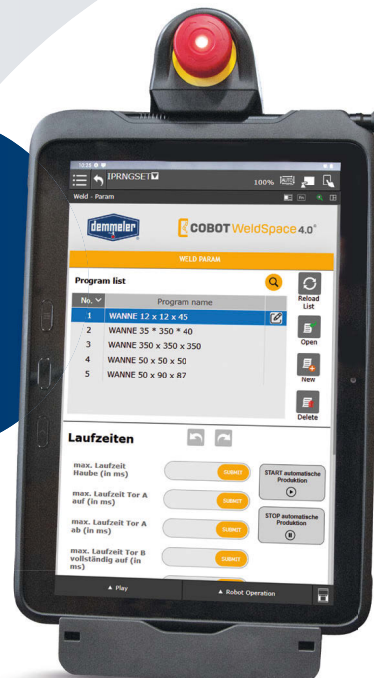 10:24
IPRNGSET
100%
AUTO
Weld - Param
demmeler
COBOT WeldSpace 4.0®
WELD PARAM
Program list
Reload List
No. Program name
1 WANNE 12 x 12 x 45
2 WANNE 35 * 350 * 40
3 WANNE 350 x 350 x 350
4 WANNE 50 x 50 x 50
5 WANNE 50 x 90 x 87
Open
New
Delete
Laufzeiten
max. Laufzeit
Haube (in ms)
SUBMIT
START automatische
Produktion
max. Laufzeit Tor A
auf (in ms)
SUBMIT
STOP automatische
Produktion
max. Laufzeit Tor A
ab (in ms)
SUBMIT
max. Laufzeit Tor B
vollständig auf (in
ms)
SUBMIT
Play
Robot Operation